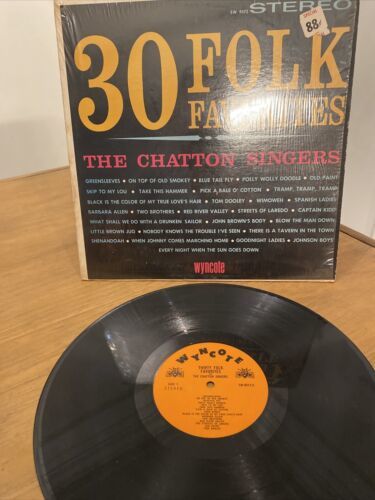 SW 9072 STEREO
SPECIAL
88
30 FOLK
FAVORITES
THE CHATTON SINGERS
GREENSLEEVES • ON TOP OF OLD SMOKEY • BLUE TAIL FLY • POLLY WOLLY DOODLE • OLD PAINT
SKIP TO MY LOU • TAKE THIS HAMMER • PICK A BALE O' COTTON • TRAMP, TRAMP, TRAMP
BLACK IS THE COLOR OF MY TRUE LOVE'S HAIR • TOM DOOLEY • WIMOWEH • SPANISH LADIES
BARBARA ALLEN • TWO BROTHERS • RED RIVER VALLEY • STREETS OF LAREDO • CAPTAIN KIDD
WHAT SHALL WE DO WITH A DRUNKEN SAILOR • JOHN BROWN'S BODY • BLOW THE MAN DOWN
LITTLE BROWN JUG • NOBODY KNOWS THE TROUBLE I'VE SEEN • THERE IS A TAVERN IN THE TOWN
SHENANDOAH • WHEN JOHNNY COMES MARCHING HOME • GOODNIGHT LADIES • JOHNSON BOYS
EVERY NIGHT WHEN THE SUN GOES DOWN
wyncote
WYNCOTE
THIRTY FOLK
FAVORITES
THE CHATTON SINGERS
STEREO